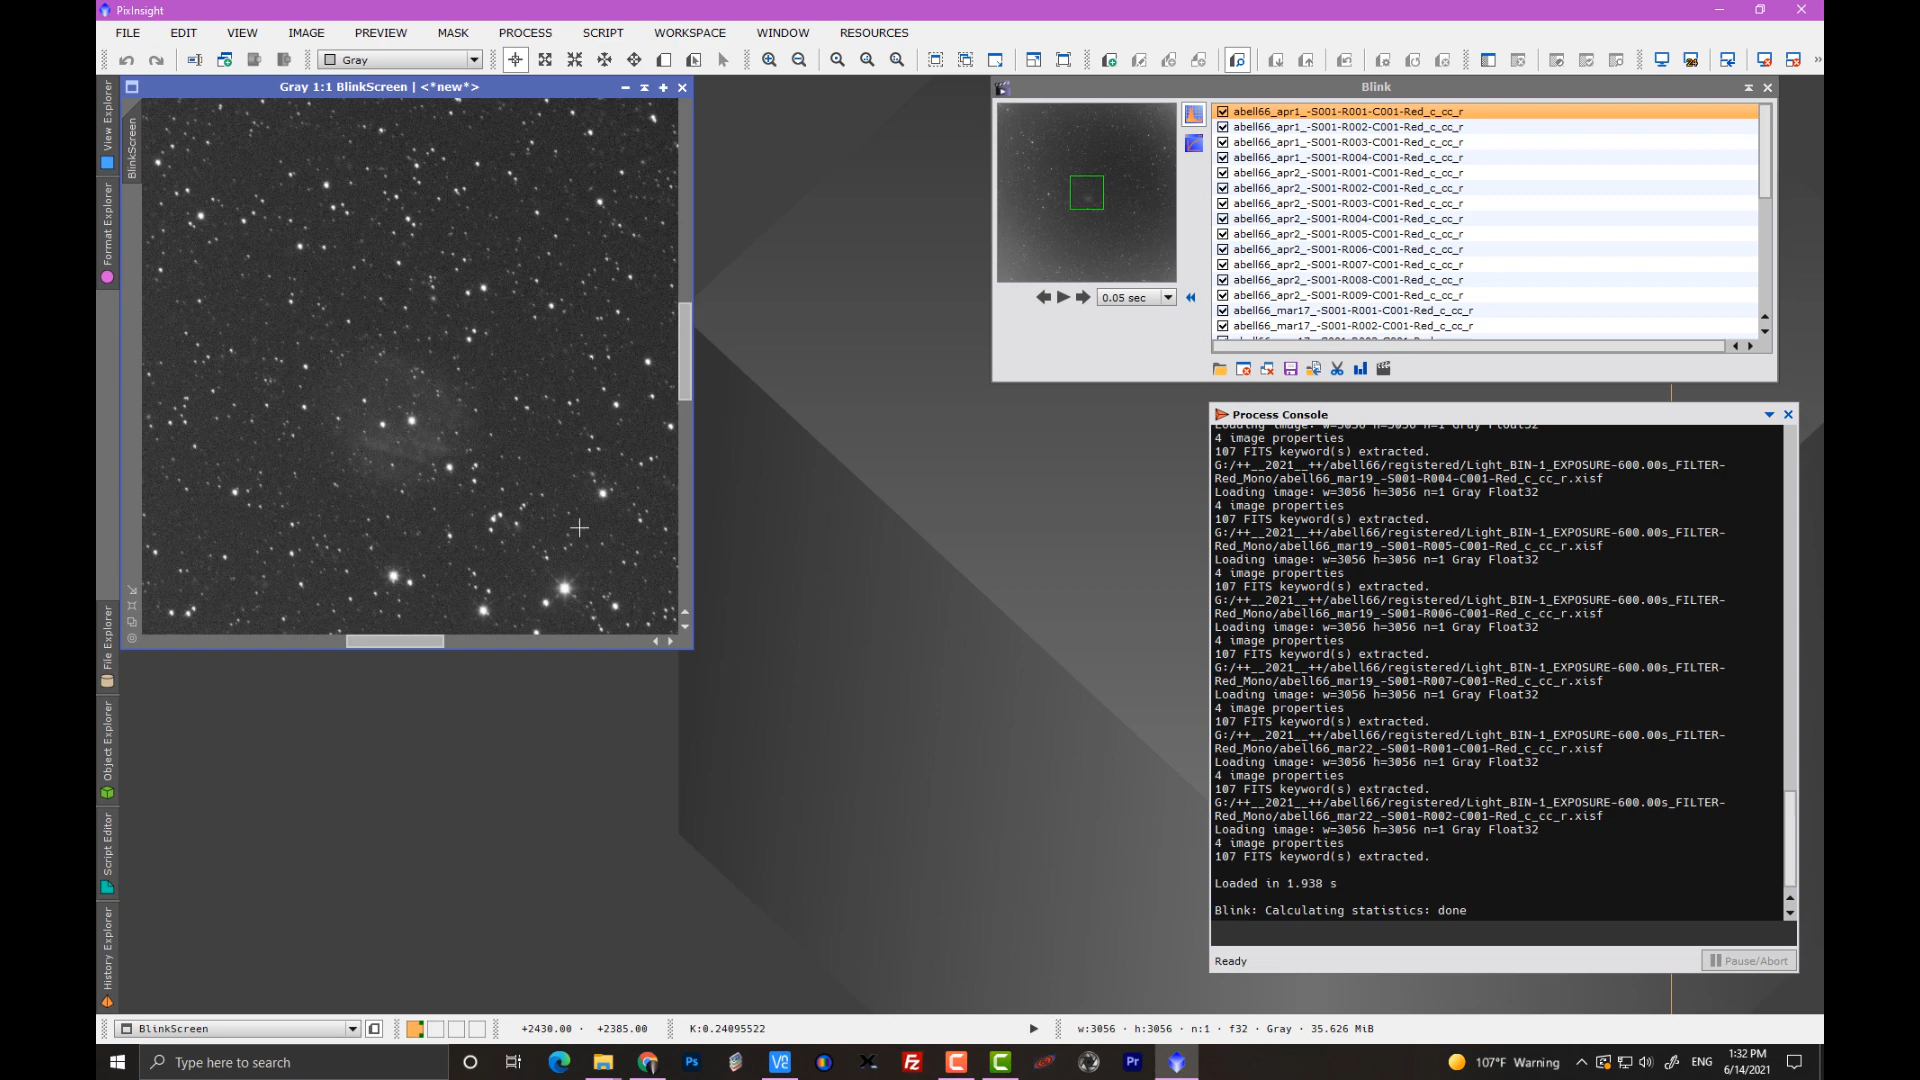 PixInsight
FILE EDIT VIEW IMAGE PREVIEW MASK PROCESS SCRIPT WORKSPACE WINDOW RESOURCES
Gray
24
»
Gray 1:1 BlinkScreen | <*new*>
BlinkScreen
View Explorer
Format Explorer
File Explorer
Object Explorer
Script Editor
History Explorer
Blink
abell66_apr1_-S001-R001-C001-Red_c_cc_r
abell66_apr1_-S001-R002-C001-Red_c_cc_r
abell66_apr1_-S001-R003-C001-Red_c_cc_r
abell66_apr1_-S001-R004-C001-Red_c_cc_r
abell66_apr2_-S001-R001-C001-Red_c_cc_r
abell66_apr2_-S001-R002-C001-Red_c_cc_r
abell66_apr2_-S001-R003-C001-Red_c_cc_r
abell66_apr2_-S001-R004-C001-Red_c_cc_r
abell66_apr2_-S001-R005-C001-Red_c_cc_r
abell66_apr2_-S001-R006-C001-Red_c_cc_r
abell66_apr2_-S001-R007-C001-Red_c_cc_r
abell66_apr2_-S001-R008-C001-Red_c_cc_r
abell66_apr2_-S001-R009-C001-Red_c_cc_r
abell66_mar17_-S001-R001-C001-Red_c_cc_r
abell66_mar17_-S001-R002-C001-Red_c_cc_r
0.05 sec
Process Console
Loading image: w=3056 h=3056 n=1 Gray Float32
4 image properties
107 FITS keyword(s) extracted.
G:/++__2021__++/abell66/registered/Light_BIN-1_EXPOSURE-600.00s_FILTER-
Red_Mono/abell66_mar19_-S001-R004-C001-Red_c_cc_r.xisf
Loading image: w=3056 h=3056 n=1 Gray Float32
4 image properties
107 FITS keyword(s) extracted.
G:/++__2021__++/abell66/registered/Light_BIN-1_EXPOSURE-600.00s_FILTER-
Red_Mono/abell66_mar19_-S001-R005-C001-Red_c_cc_r.xisf
Loading image: w=3056 h=3056 n=1 Gray Float32
4 image properties
107 FITS keyword(s) extracted.
G:/++__2021__++/abell66/registered/Light_BIN-1_EXPOSURE-600.00s_FILTER-
Red_Mono/abell66_mar19_-S001-R006-C001-Red_c_cc_r.xisf
Loading image: w=3056 h=3056 n=1 Gray Float32
4 image properties
107 FITS keyword(s) extracted.
G:/++__2021__++/abell66/registered/Light_BIN-1_EXPOSURE-600.00s_FILTER-
Red_Mono/abell66_mar19_-S001-R007-C001-Red_c_cc_r.xisf
Loading image: w=3056 h=3056 n=1 Gray Float32
4 image properties
107 FITS keyword(s) extracted.
G:/++__2021__++/abell66/registered/Light_BIN-1_EXPOSURE-600.00s_FILTER-
Red_Mono/abell66_mar22_-S001-R001-C001-Red_c_cc_r.xisf
Loading image: w=3056 h=3056 n=1 Gray Float32
4 image properties
107 FITS keyword(s) extracted.
G:/++__2021__++/abell66/registered/Light_BIN-1_EXPOSURE-600.00s_FILTER-
Red_Mono/abell66_mar22_-S001-R002-C001-Red_c_cc_r.xisf
Loading image: w=3056 h=3056 n=1 Gray Float32
4 image properties
107 FITS keyword(s) extracted.
Loaded in 1.938 s
Blink: Calculating statistics: done
Ready
Pause/Abort
BlinkScreen
+2430.00 · +2385.00
K:0.24095522
w:3056 · h:3056 · n:1 · f32 · Gray · 35.626 MiB
Type here to search
Ps
Fz
C
C
Pr
107°F Warning
ENG
1:32 PM
6/14/2021